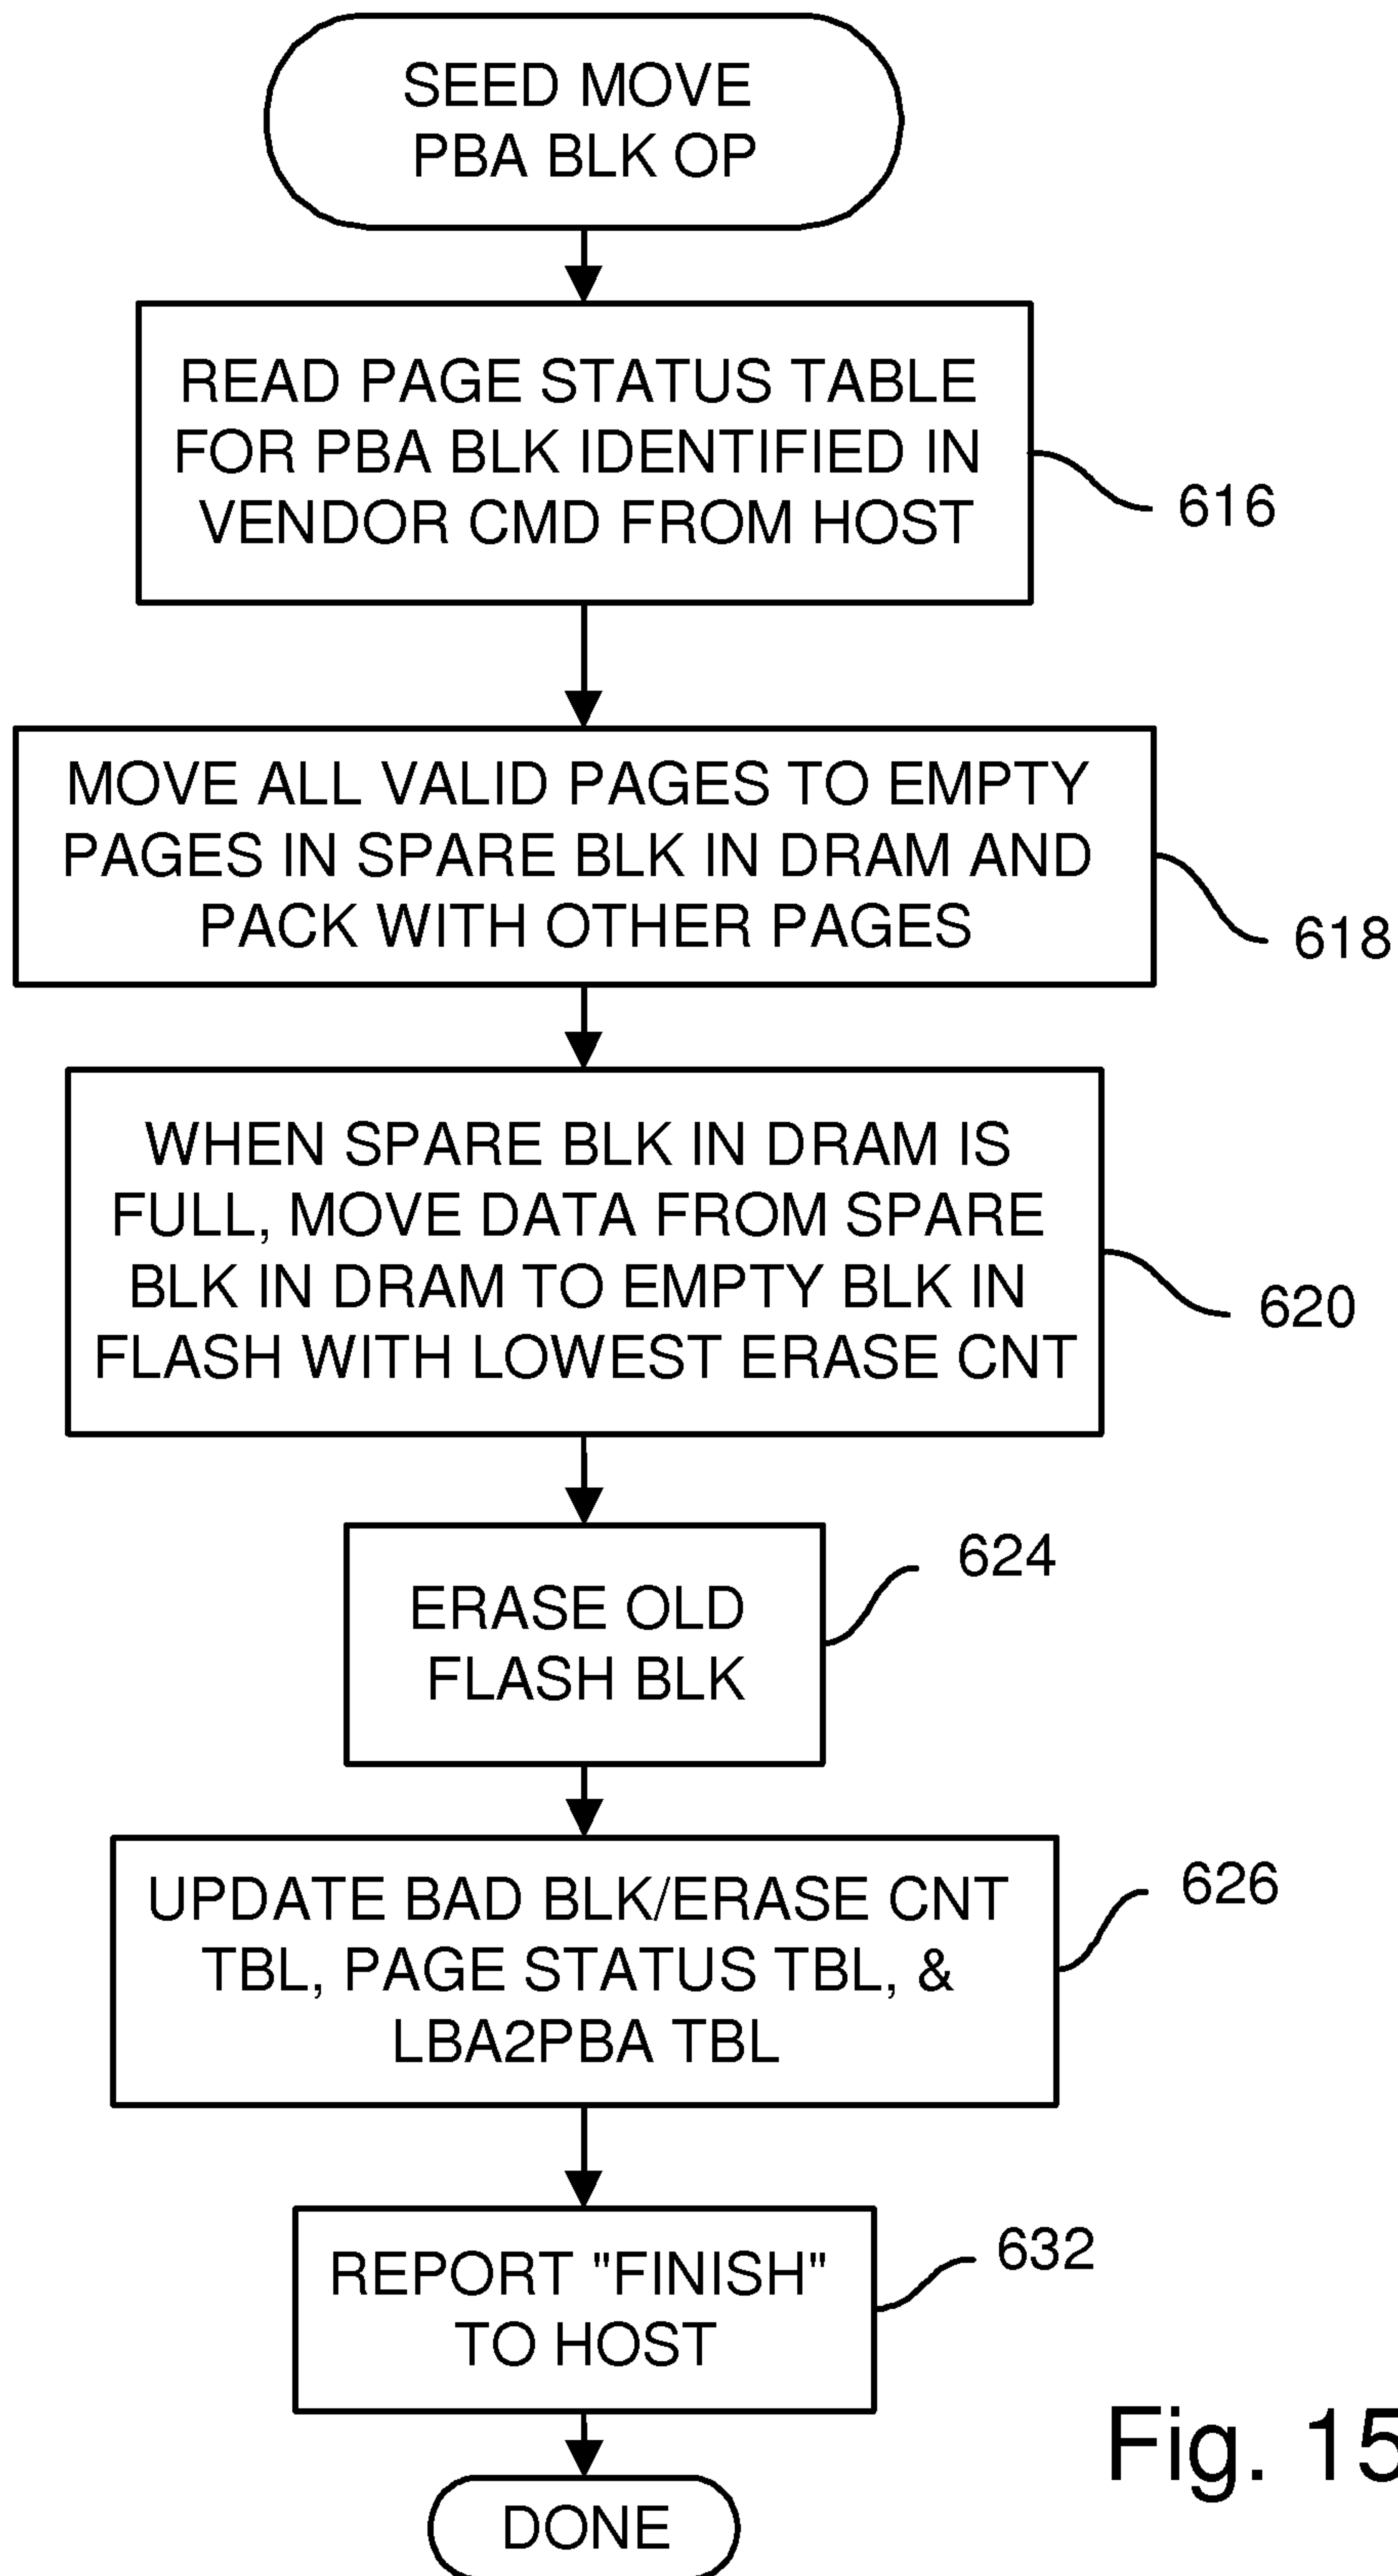 SEED MOVE
PBA BLK OP
READ PAGE STATUS TABLE
FOR PBA BLK IDENTIFIED IN
VENDOR CMD FROM HOST
616
MOVE ALL VALID PAGES TO EMPTY
PAGES IN SPARE BLK IN DRAM AND
PACK WITH OTHER PAGES
618
WHEN SPARE BLK IN DRAM IS
FULL, MOVE DATA FROM SPARE
BLK IN DRAM TO EMPTY BLK IN
FLASH WITH LOWEST ERASE CNT
620
ERASE OLD
FLASH BLK
624
UPDATE BAD BLK/ERASE CNT
TBL, PAGE STATUS TBL, &
LBA2PBA TBL
626
REPORT "FINISH"
TO HOST
632
Fig. 15
DONE